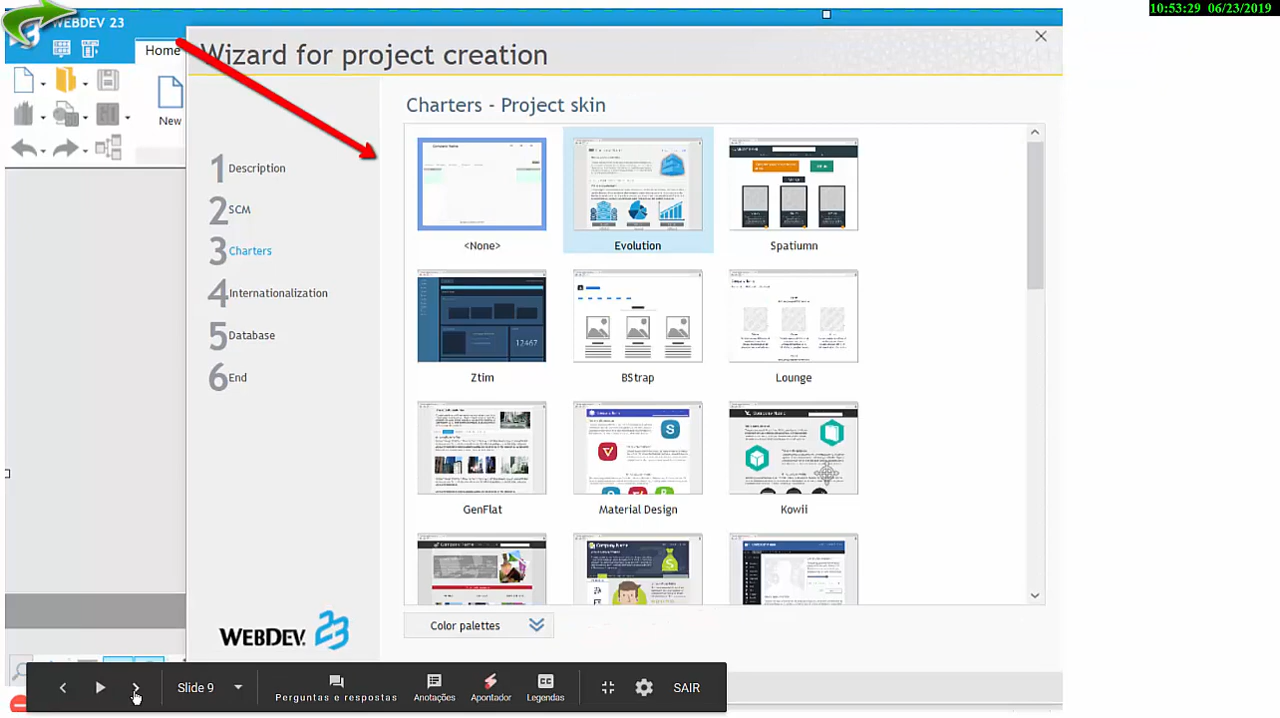 10:53:29 06/23/2019
WEBDEV 23
Home
Wizard for project creation
New
Charters - Project skin
1 Description
2 SCM
3 Charters
4 Internationalization
5 Database
6 End
<None>
Evolution
Spatiumn
12467
Ztim
BStrap
Lounge
GenFlat
Material Design
Kowii
Color palettes
WEBDEV. 23
Slide 9
Perguntas e respostas
Anotações
Apontador
Legendas
SAIR